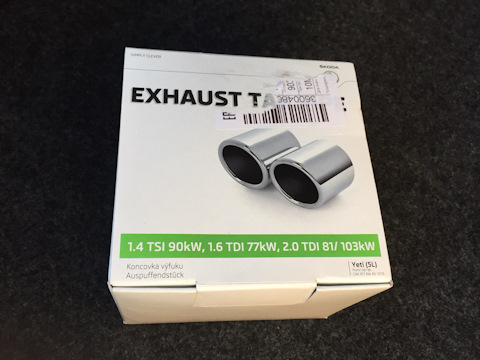 SIMPLY CLEVER
ŠKODA
EXHAUST TA E
1.4 TSI 90kW, 1.6 TDI 77kW, 2.0 TDI 81/ 103kW
Koncovka výfuku
Auspuffendstück
Yeti (5L)